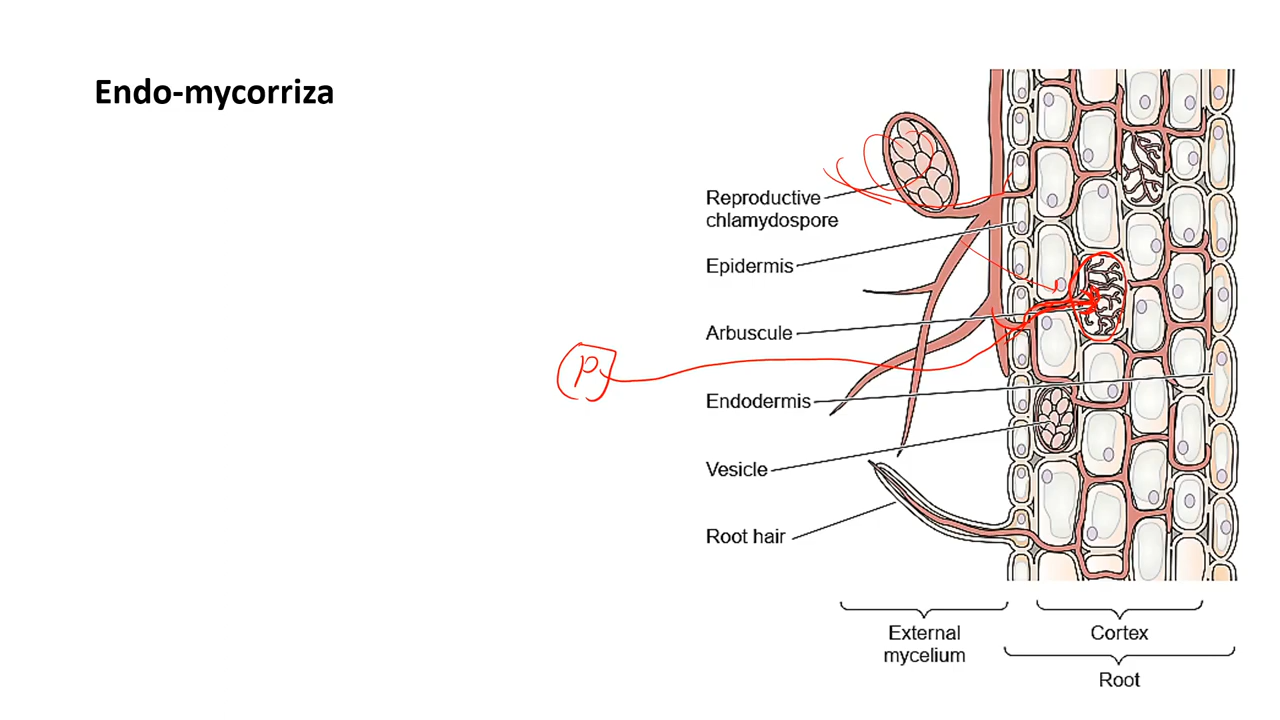 Endo-mycorriza
Reproductive
chlamydospore
Epidermis
Arbuscule
P
Endodermis
Vesicle
Root hair
External
mycelium
Cortex
Root